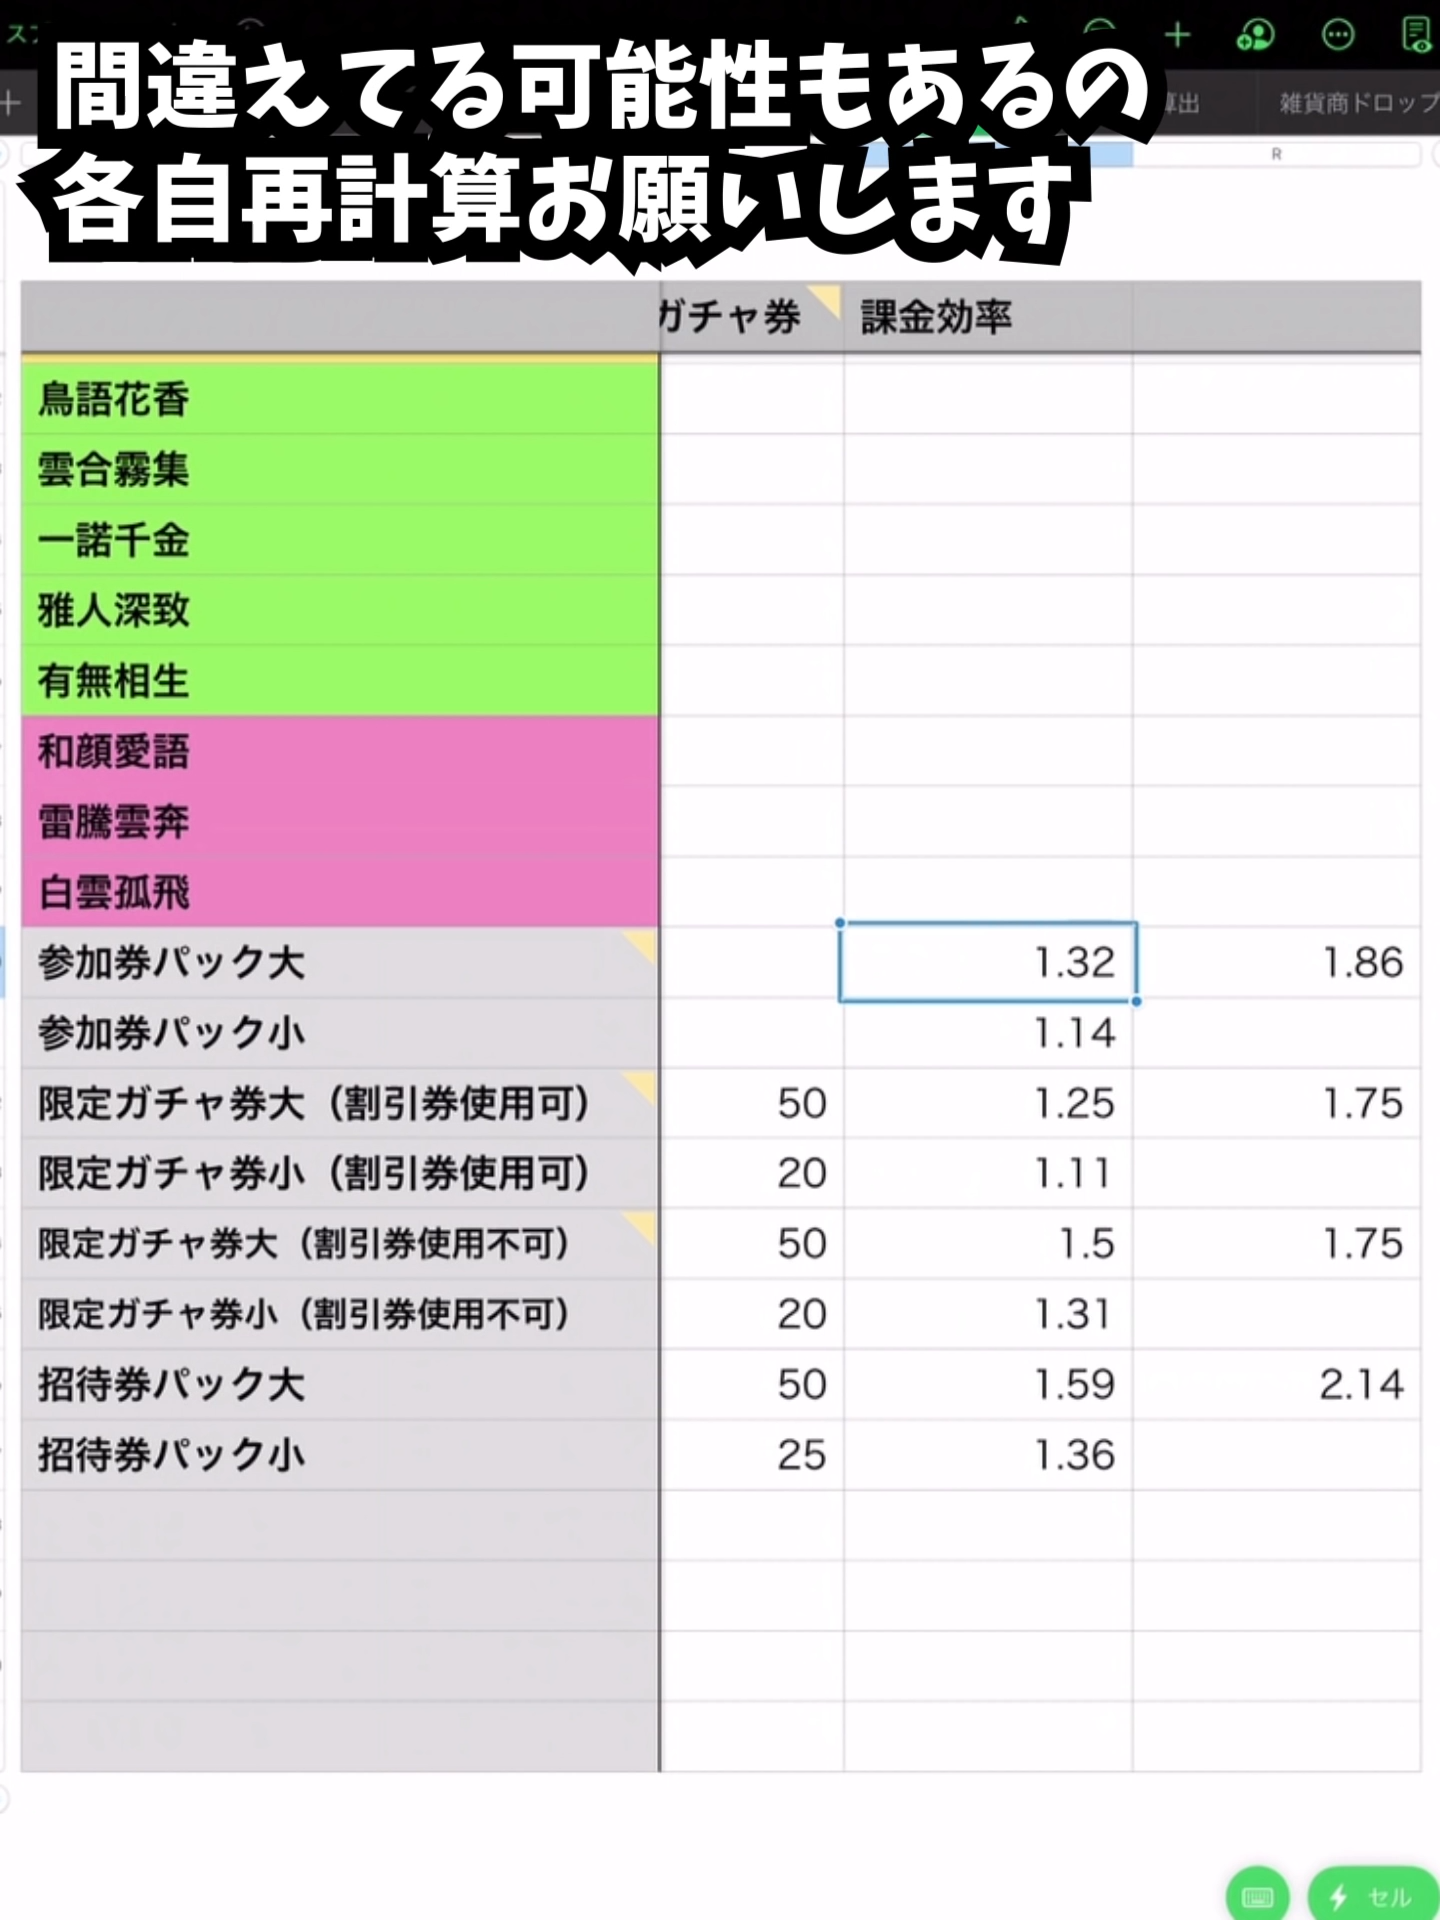 間違えてる可能性もあるの
各自再計算お願いします
算出
雑貨商ドロップ
R
ガチャ券 課金効率
鳥語花香
雲合霧集
一諾千金
雅人深致
有無相生
和顔愛語
雷騰雲奔
白雲孤飛
参加券パック大 1.32 1.86
参加券パック小 1.14
限定ガチャ券大（割引券使用可） 50 1.25 1.75
限定ガチャ券小（割引券使用可） 20 1.11
限定ガチャ券大（割引券使用不可） 50 1.5 1.75
限定ガチャ券小（割引券使用不可） 20 1.31
招待券パック大 50 1.59 2.14
招待券パック小 25 1.36
セル